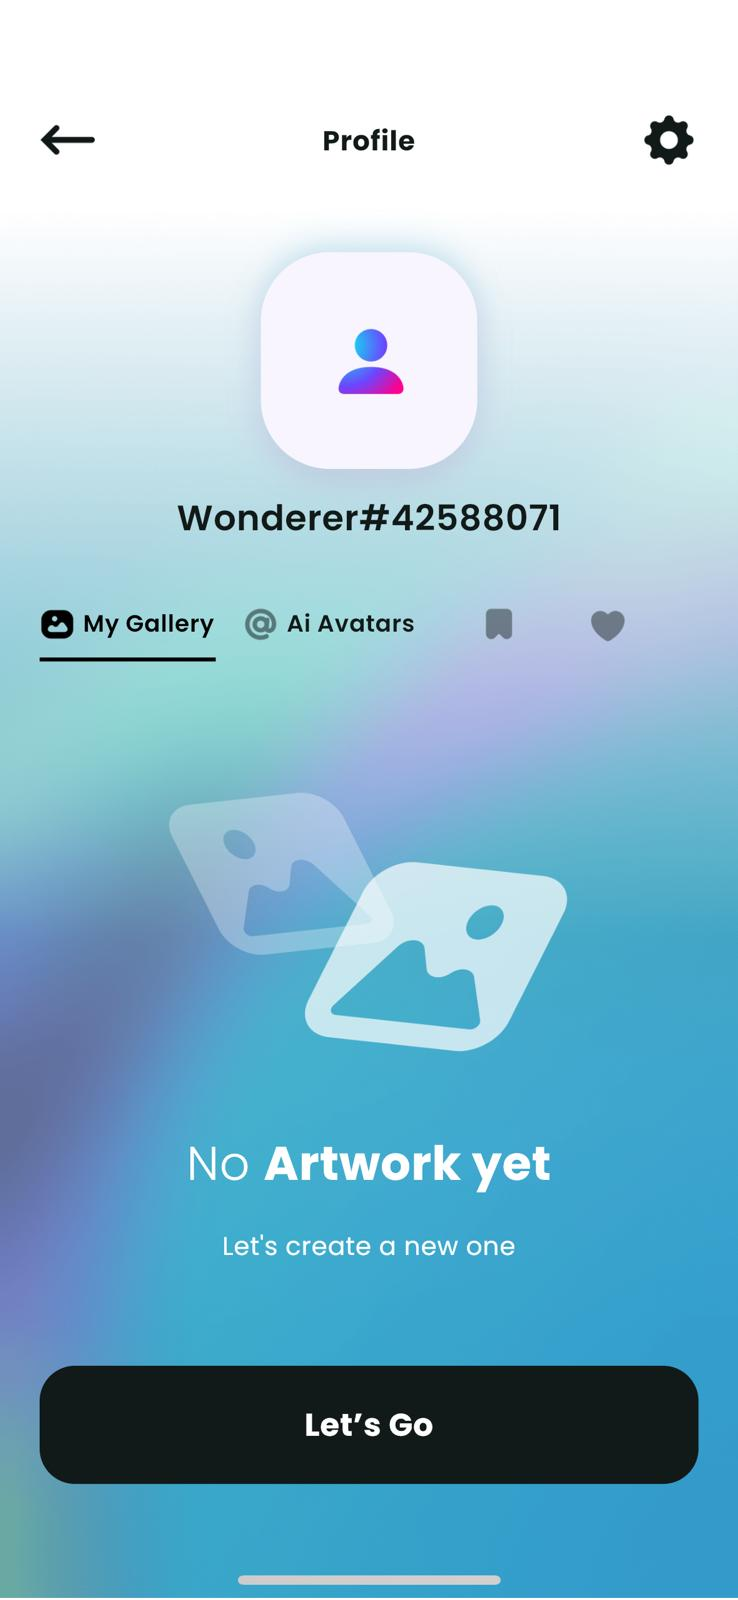 Profile
Wonderer#42588071
My Gallery
Ai Avatars
No Artwork yet
Let's create a new one
Let’s Go